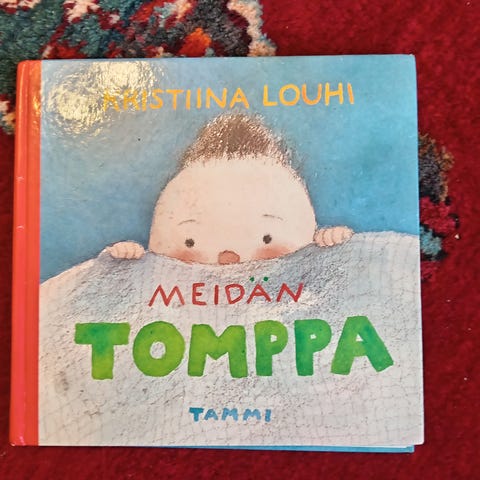 KRISTIINA LOUHI
MEIDÄN
TOMPPA
TAMMI